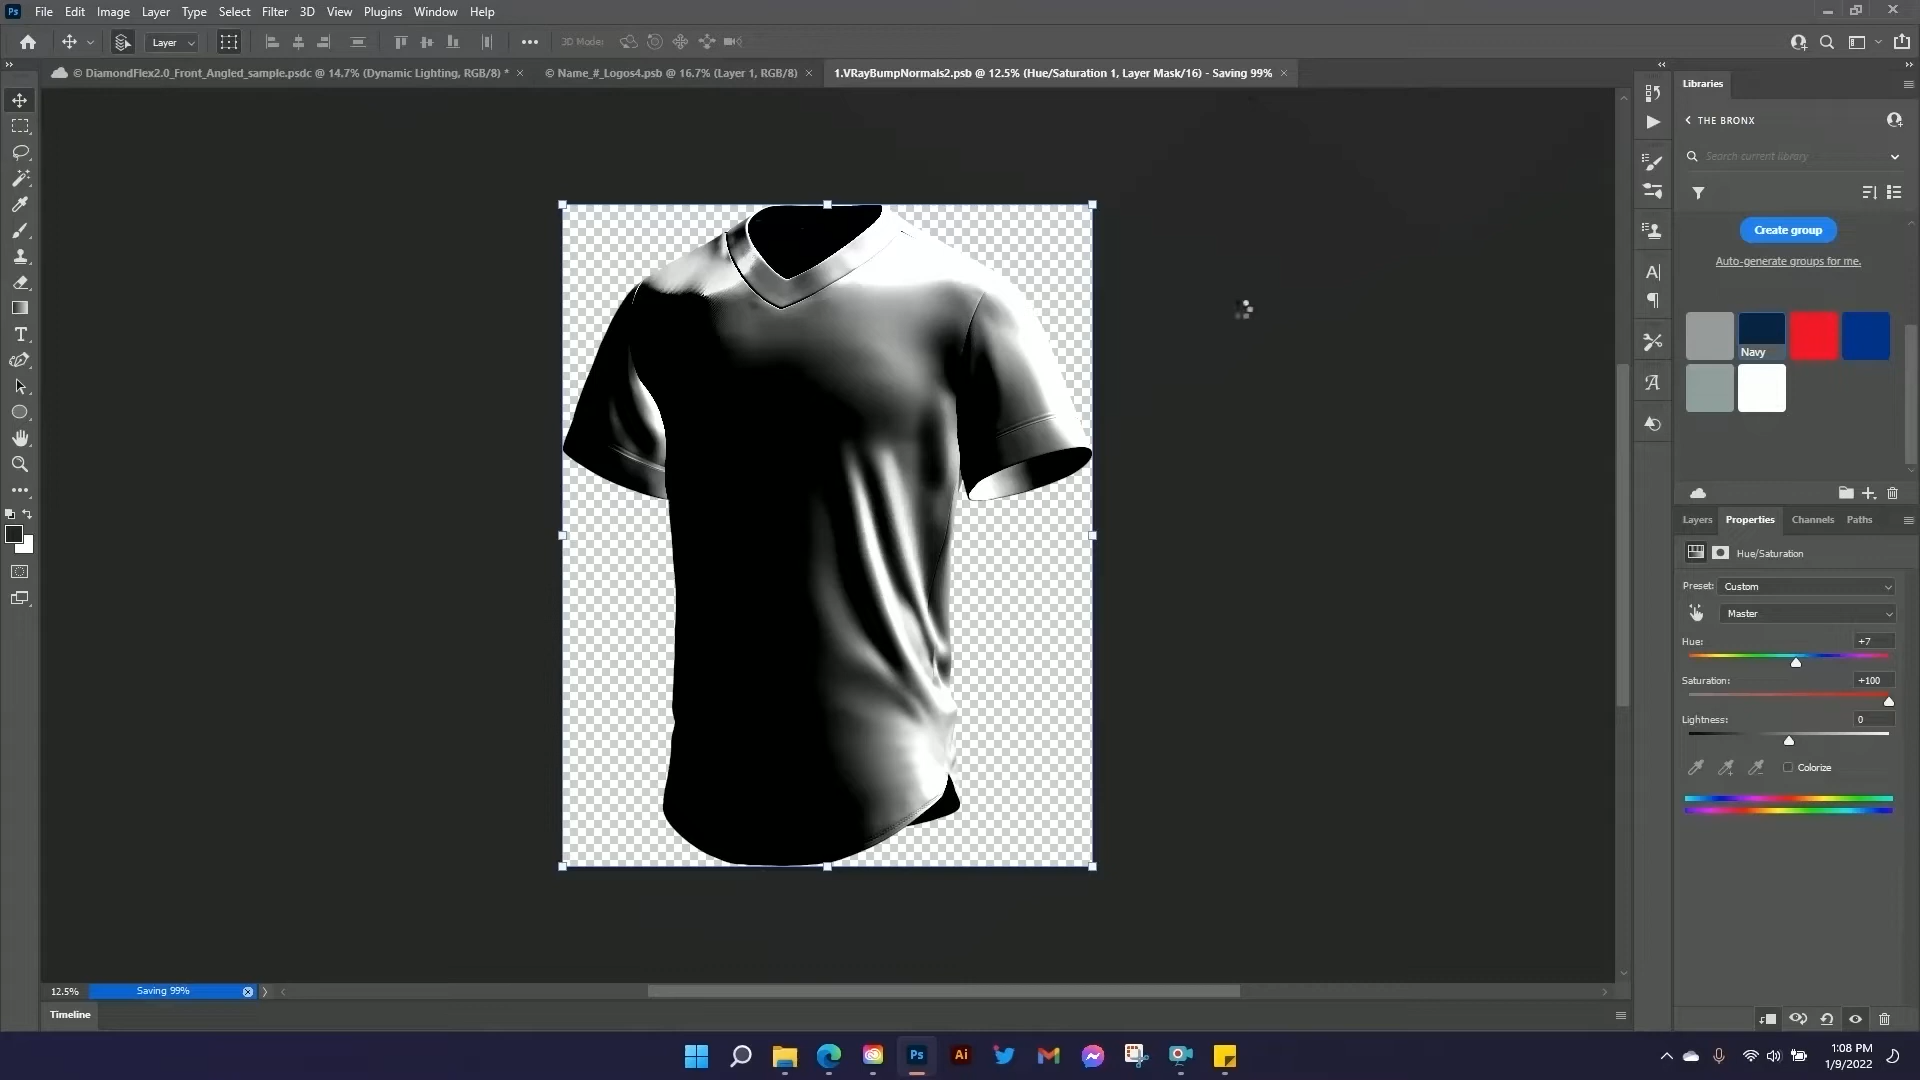 Ps File Edit Image Layer Type Select Filter 3D View Plugins Window Help
Layer 3D Mode:
© DiamondFlex2.0_Front_Angled_sample.psdc @ 14.7% (Dynamic Lighting, RGB/8) * × © Name_#_Logos4.psb @ 16.7% (Layer 1, RGB/8) × 1.VRayBumpNormals2.psb @ 12.5% (Hue/Saturation 1, Layer Mask/16) - Saving 99% ×
Libraries
THE BRONX
Search current library
Create group
Auto-generate groups for me.
Navy
Layers Properties Channels Paths
Hue/Saturation
Preset: Custom
Master
Hue: +7
Saturation: +100
Lightness: 0
Colorize
12.5% Saving 99%
Timeline
Ps Ai
1:08 PM
1/9/2022